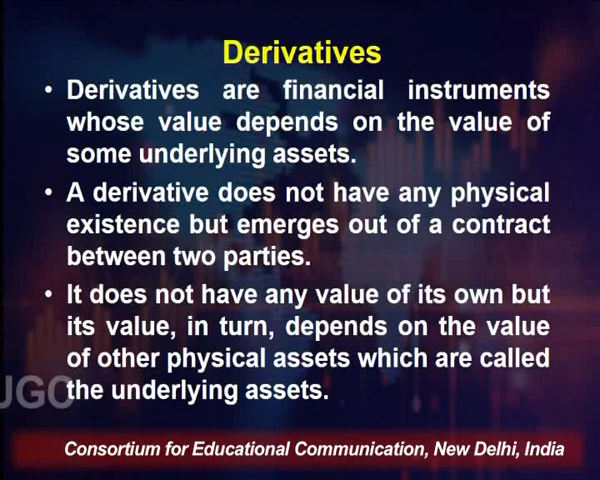 Derivatives
• Derivatives are financial instruments
whose value depends on the value of
some underlying assets.
• A derivative does not have any physical
existence but emerges out of a contract
between two parties.
• It does not have any value of its own but
its value, in turn, depends on the value
of other physical assets which are called
the underlying assets.
UGC
Consortium for Educational Communication, New Delhi, India